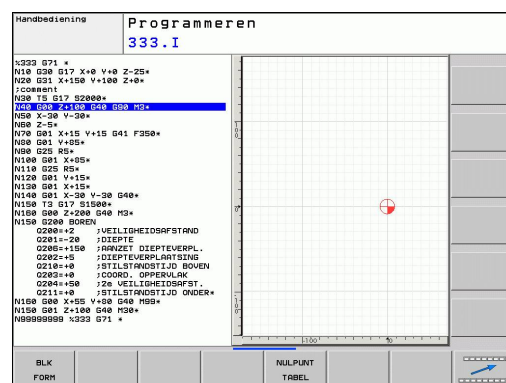 Handbediening
Programmeren
333.I
%333 G71 *
N10 G30 G17 X+0 Y+0 Z-25*
N20 G31 X+150 Y+100 Z+0*
;comment
N30 T5 G17 S2000*
N40 G00 Z+100 G40 G90 M3*
N50 X-30 Y-30*
N60 Z-5*
N70 G01 X+15 Y+15 G41 F350*
N80 G01 Y+85*
N90 G25 R5*
N100 G01 X+85*
N110 G25 R5*
N120 G01 Y+15*
N130 G01 X+15*
N140 G01 X-30 Y-30 G40*
N150 T3 G17 S1500*
N160 G00 Z+200 G40 M3*
N150 G200 BOREN
Q200=+2 ;VEILIGHEIDSAFSTAND
Q201=-20 ;DIEPTE
Q206=+150 ;AANZET DIEPTEVERPL.
Q202=+5 ;DIEPTEVERPLAATSING
Q210=+0 ;STILSTANDSTIJD BOVEN
Q203=+0 ;COORD. OPPERVLAK
Q204=+50 ;2e VEILIGHEIDSAFST.
Q211=+0 ;STILSTANDSTIJD ONDER*
N160 G00 X+55 Y+80 G40 M99*
N150 G01 Z+100 G40 M30*
N99999999 %333 G71 *
-100
BLK
FORM
NULPUNT
TABEL